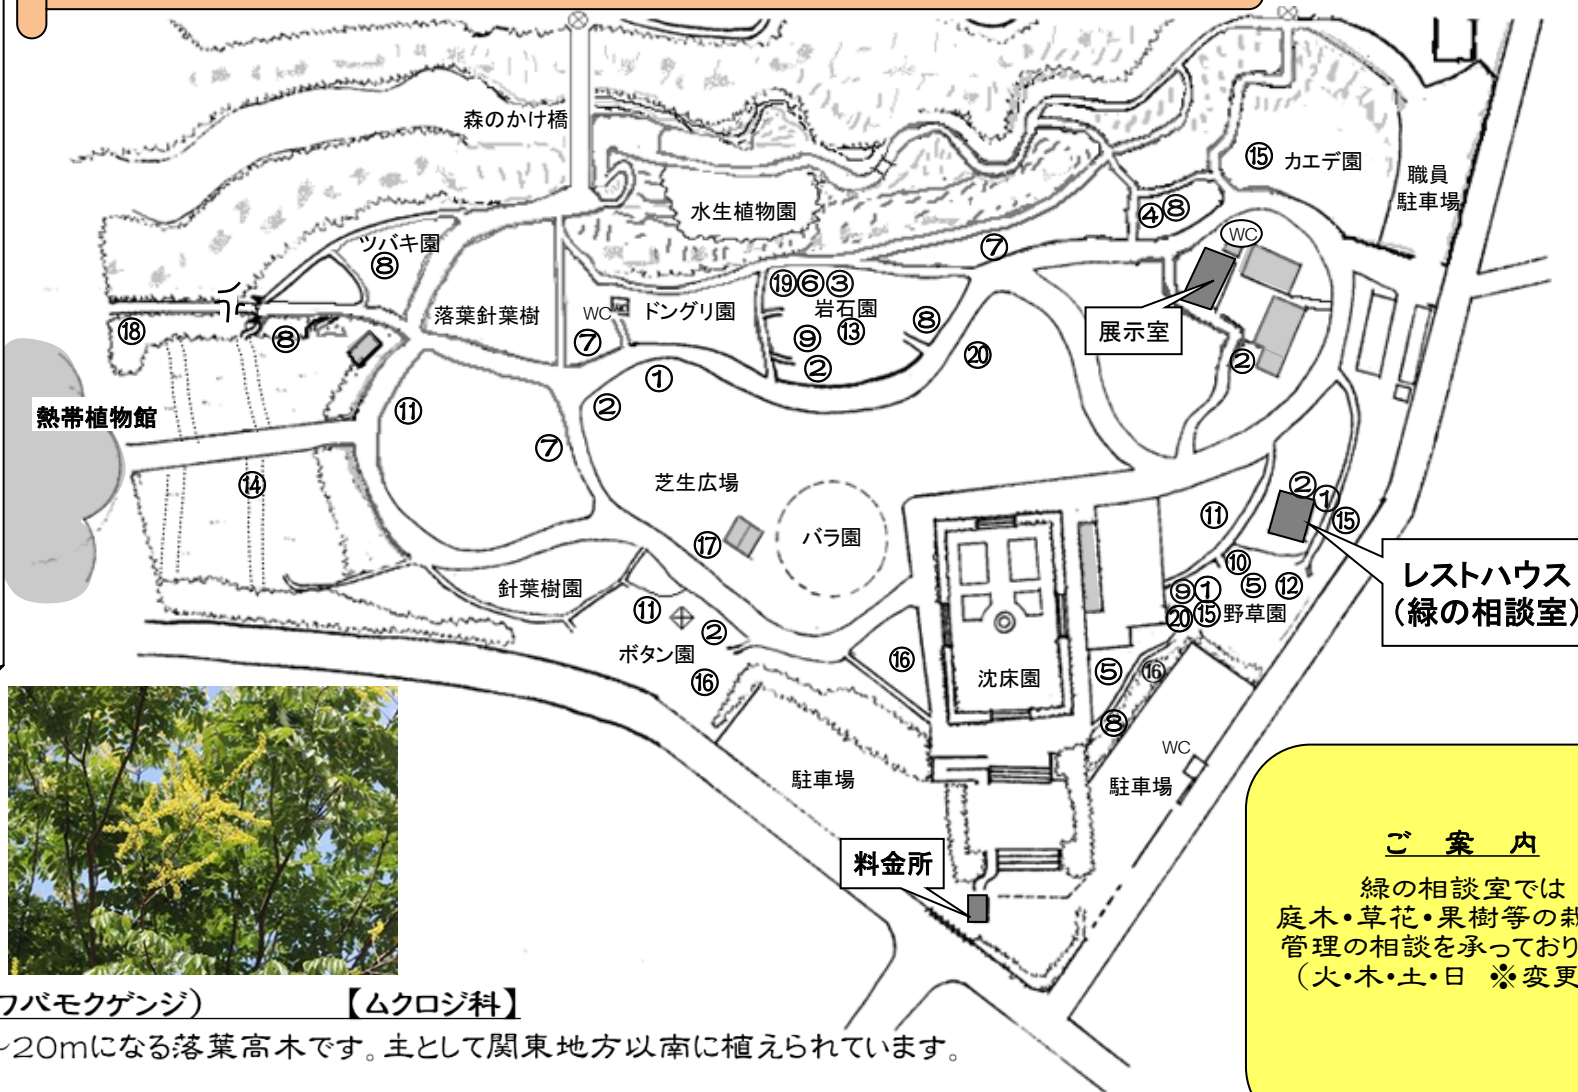 森のかけ橋
⑮ カエデ園
職員
駐車場
水生植物園
④⑧
ツバキ園
⑧
⑦
WC
⑲⑥③
岩石園
⑬
⑨
②
⑧
落葉針葉樹
WC
ドングリ園
⑦
⑱
⑧
展示室
⑳
②
①
②
熱帯植物館
⑪
⑦
⑭
芝生広場
バラ園
⑰
⑪
②①
⑮
レストハウス
(緑の相談室)
⑩
⑤ ⑫
⑨①
⑳⑮野草園
針葉樹園
⑪
②
ボタン園
⑯
⑯
沈床園
⑤
⑯
⑧
WC
駐車場
駐車場
料金所
ご 案 内
緑の相談室では
庭木・草花・果樹等の栽
管理の相談を承っており
(火・木・土・日 ※変更
ワバモクゲンジ) 【ムクロジ科】
~20mになる落葉高木です。主として関東地方以南に植えられています。